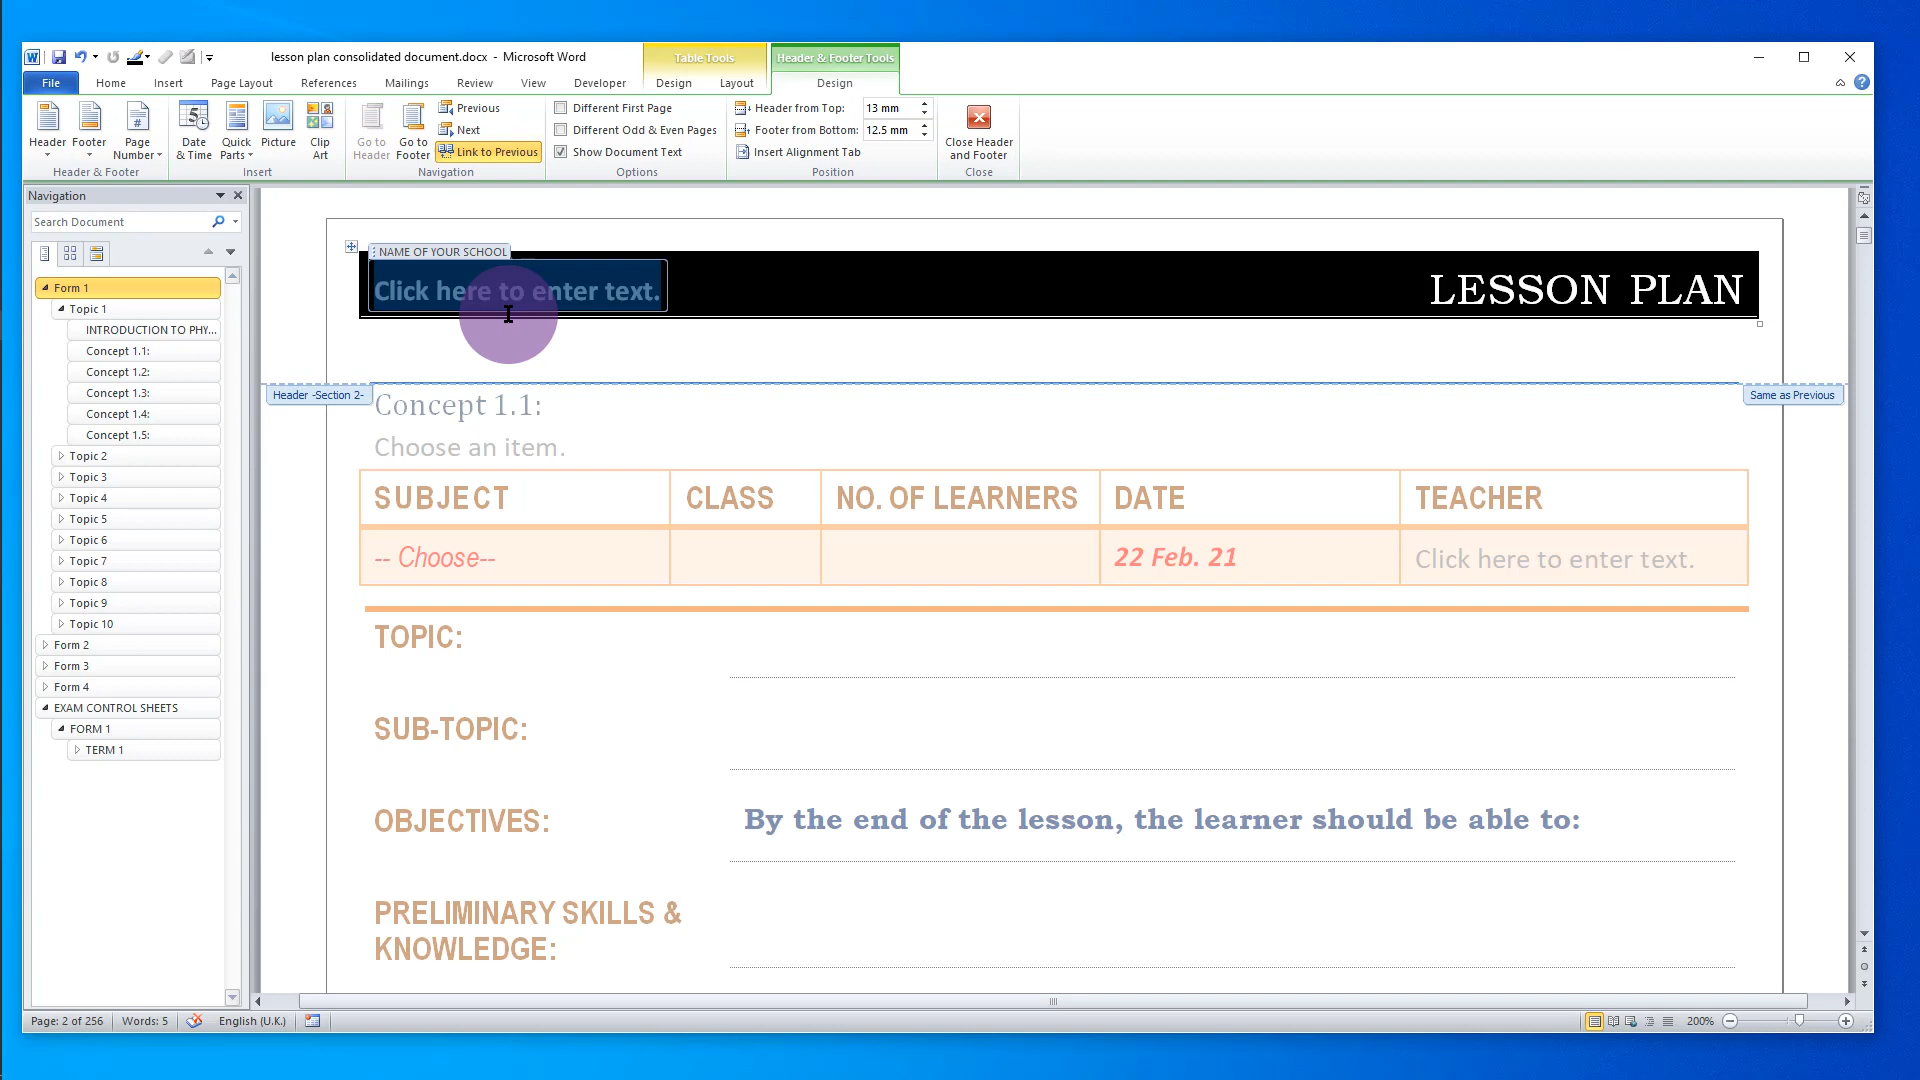 lesson plan consolidated document.docx - Microsoft Word
Table Tools
Header & Footer Tools
File Home Insert Page Layout References Mailings Review View Developer Design Layout Design
Header Footer Page Number
Date & Time Quick Parts Picture Clip Art
Go to Header Go to Footer
Previous
Next
Link to Previous
Different First Page
Different Odd & Even Pages
Show Document Text
Header from Top: 13 mm
Footer from Bottom: 12.5 mm
Insert Alignment Tab
Close Header and Footer
Header & Footer Insert Navigation Options Position Close
Navigation
Search Document
Form 1
Topic 1
INTRODUCTION TO PHY...
Concept 1.1:
Concept 1.2:
Concept 1.3:
Concept 1.4:
Concept 1.5:
Topic 2
Topic 3
Topic 4
Topic 5
Topic 6
Topic 7
Topic 8
Topic 9
Topic 10
Form 2
Form 3
Form 4
EXAM CONTROL SHEETS
FORM 1
TERM 1
NAME OF YOUR SCHOOL
Click here to enter text.
LESSON PLAN
Header -Section 2-
Same as Previous
Concept 1.1:
Choose an item.
SUBJECT CLASS NO. OF LEARNERS DATE TEACHER
-- Choose-- 22 Feb. 21 Click here to enter text.
TOPIC:
SUB-TOPIC:
OBJECTIVES: By the end of the lesson, the learner should be able to:
PRELIMINARY SKILLS &
KNOWLEDGE:
Page: 2 of 256 Words: 5 English (U.K.) 200%